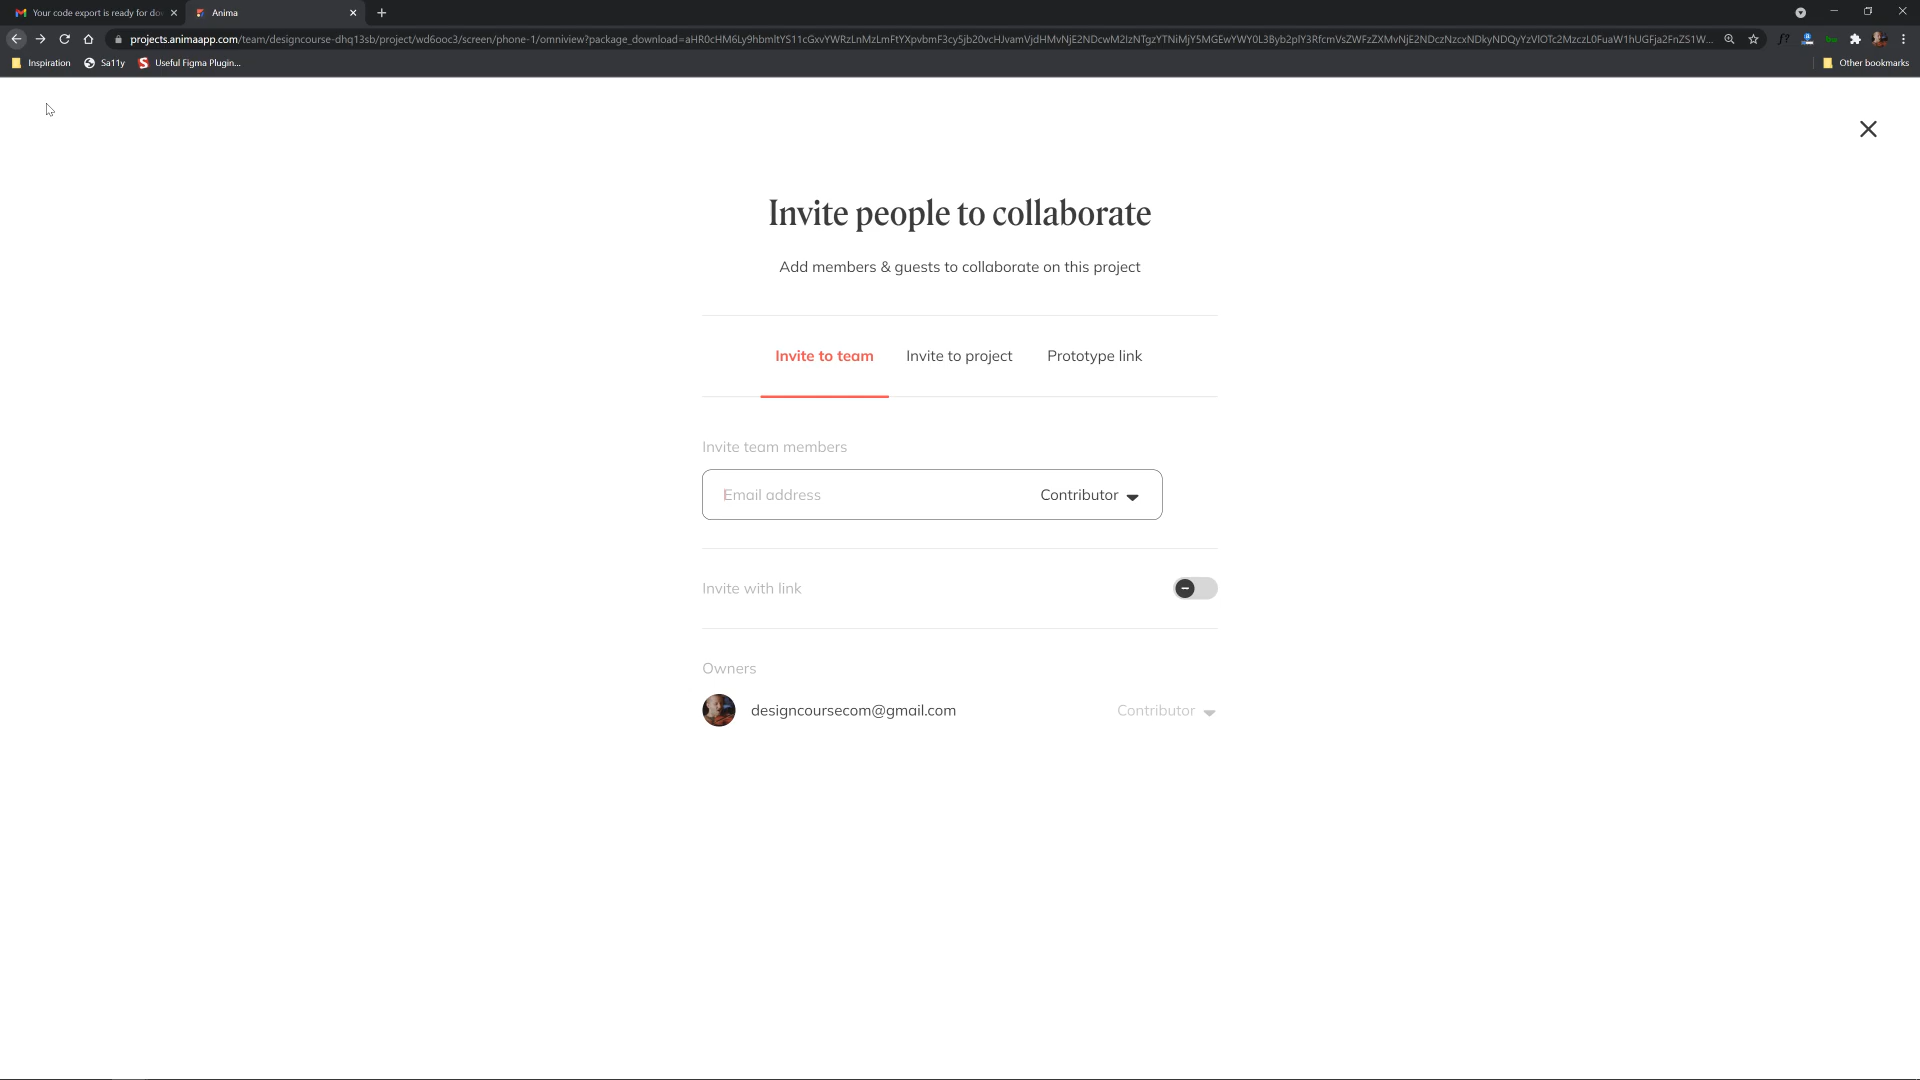 Your code export is ready for do
Anima
projects.animaapp.com/team/designcourse-dhq13sb/project/wd6ooc3/screen/phone-1/omniview?package_download=
Inspiration
Sa11y
Useful Figma Plugin...
Other bookmarks
Invite people to collaborate
Add members & guests to collaborate on this project
Invite to team
Invite to project
Prototype link
Invite team members
Email address
Contributor
Invite with link
Owners
designcoursecom@gmail.com
Contributor